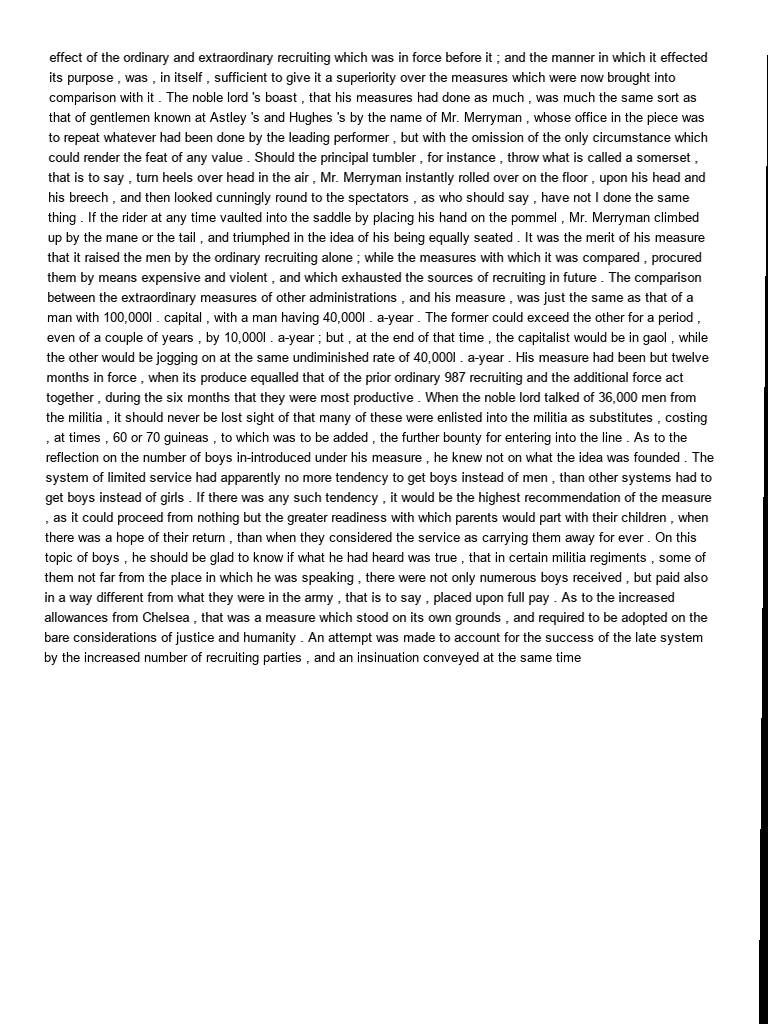 effect of the ordinary and extraordinary recruiting which was in force before it ; and the manner in which it effected
its purpose , was , in itself , sufficient to give it a superiority over the measures which were now brought into
comparison with it . The noble lord 's boast , that his measures had done as much , was much the same sort as
that of gentlemen known at Astley 's and Hughes 's by the name of Mr. Merryman , whose office in the piece was
to repeat whatever had been done by the leading performer , but with the omission of the only circumstance which
could render the feat of any value . Should the principal tumbler , for instance , throw what is called a somerset ,
that is to say , turn heels over head in the air , Mr. Merryman instantly rolled over on the floor , upon his head and
his breech , and then looked cunningly round to the spectators , as who should say , have not I done the same
thing . If the rider at any time vaulted into the saddle by placing his hand on the pommel , Mr. Merryman climbed
up by the mane or the tail , and triumphed in the idea of his being equally seated . It was the merit of his measure
that it raised the men by the ordinary recruiting alone ; while the measures with which it was compared , procured
them by means expensive and violent , and which exhausted the sources of recruiting in future . The comparison
between the extraordinary measures of other administrations , and his measure , was just the same as that of a
man with 100,000l . capital , with a man having 40,000l . a-year . The former could exceed the other for a period ,
even of a couple of years , by 10,000l . a-year ; but , at the end of that time , the capitalist would be in gaol , while
the other would be jogging on at the same undiminished rate of 40,000l . a-year . His measure had been but twelve
months in force , when its produce equalled that of the prior ordinary 987 recruiting and the additional force act
together , during the six months that they were most productive . When the noble lord talked of 36,000 men from
the militia , it should never be lost sight of that many of these were enlisted into the militia as substitutes , costing
, at times , 60 or 70 guineas , to which was to be added , the further bounty for entering into the line . As to the
reflection on the number of boys in-introduced under his measure , he knew not on what the idea was founded . The
system of limited service had apparently no more tendency to get boys instead of men , than other systems had to
get boys instead of girls . If there was any such tendency , it would be the highest recommendation of the measure
, as it could proceed from nothing but the greater readiness with which parents would part with their children , when
there was a hope of their return , than when they considered the service as carrying them away for ever . On this
topic of boys , he should be glad to know if what he had heard was true , that in certain militia regiments , some of
them not far from the place in which he was speaking , there were not only numerous boys received , but paid also
in a way different from what they were in the army , that is to say , placed upon full pay . As to the increased
allowances from Chelsea , that was a measure which stood on its own grounds , and required to be adopted on the
bare considerations of justice and humanity . An attempt was made to account for the success of the late system
by the increased number of recruiting parties , and an insinuation conveyed at the same time